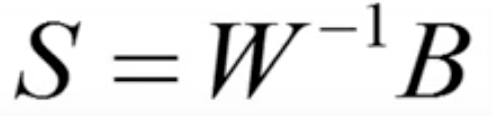 S = W⁻¹B